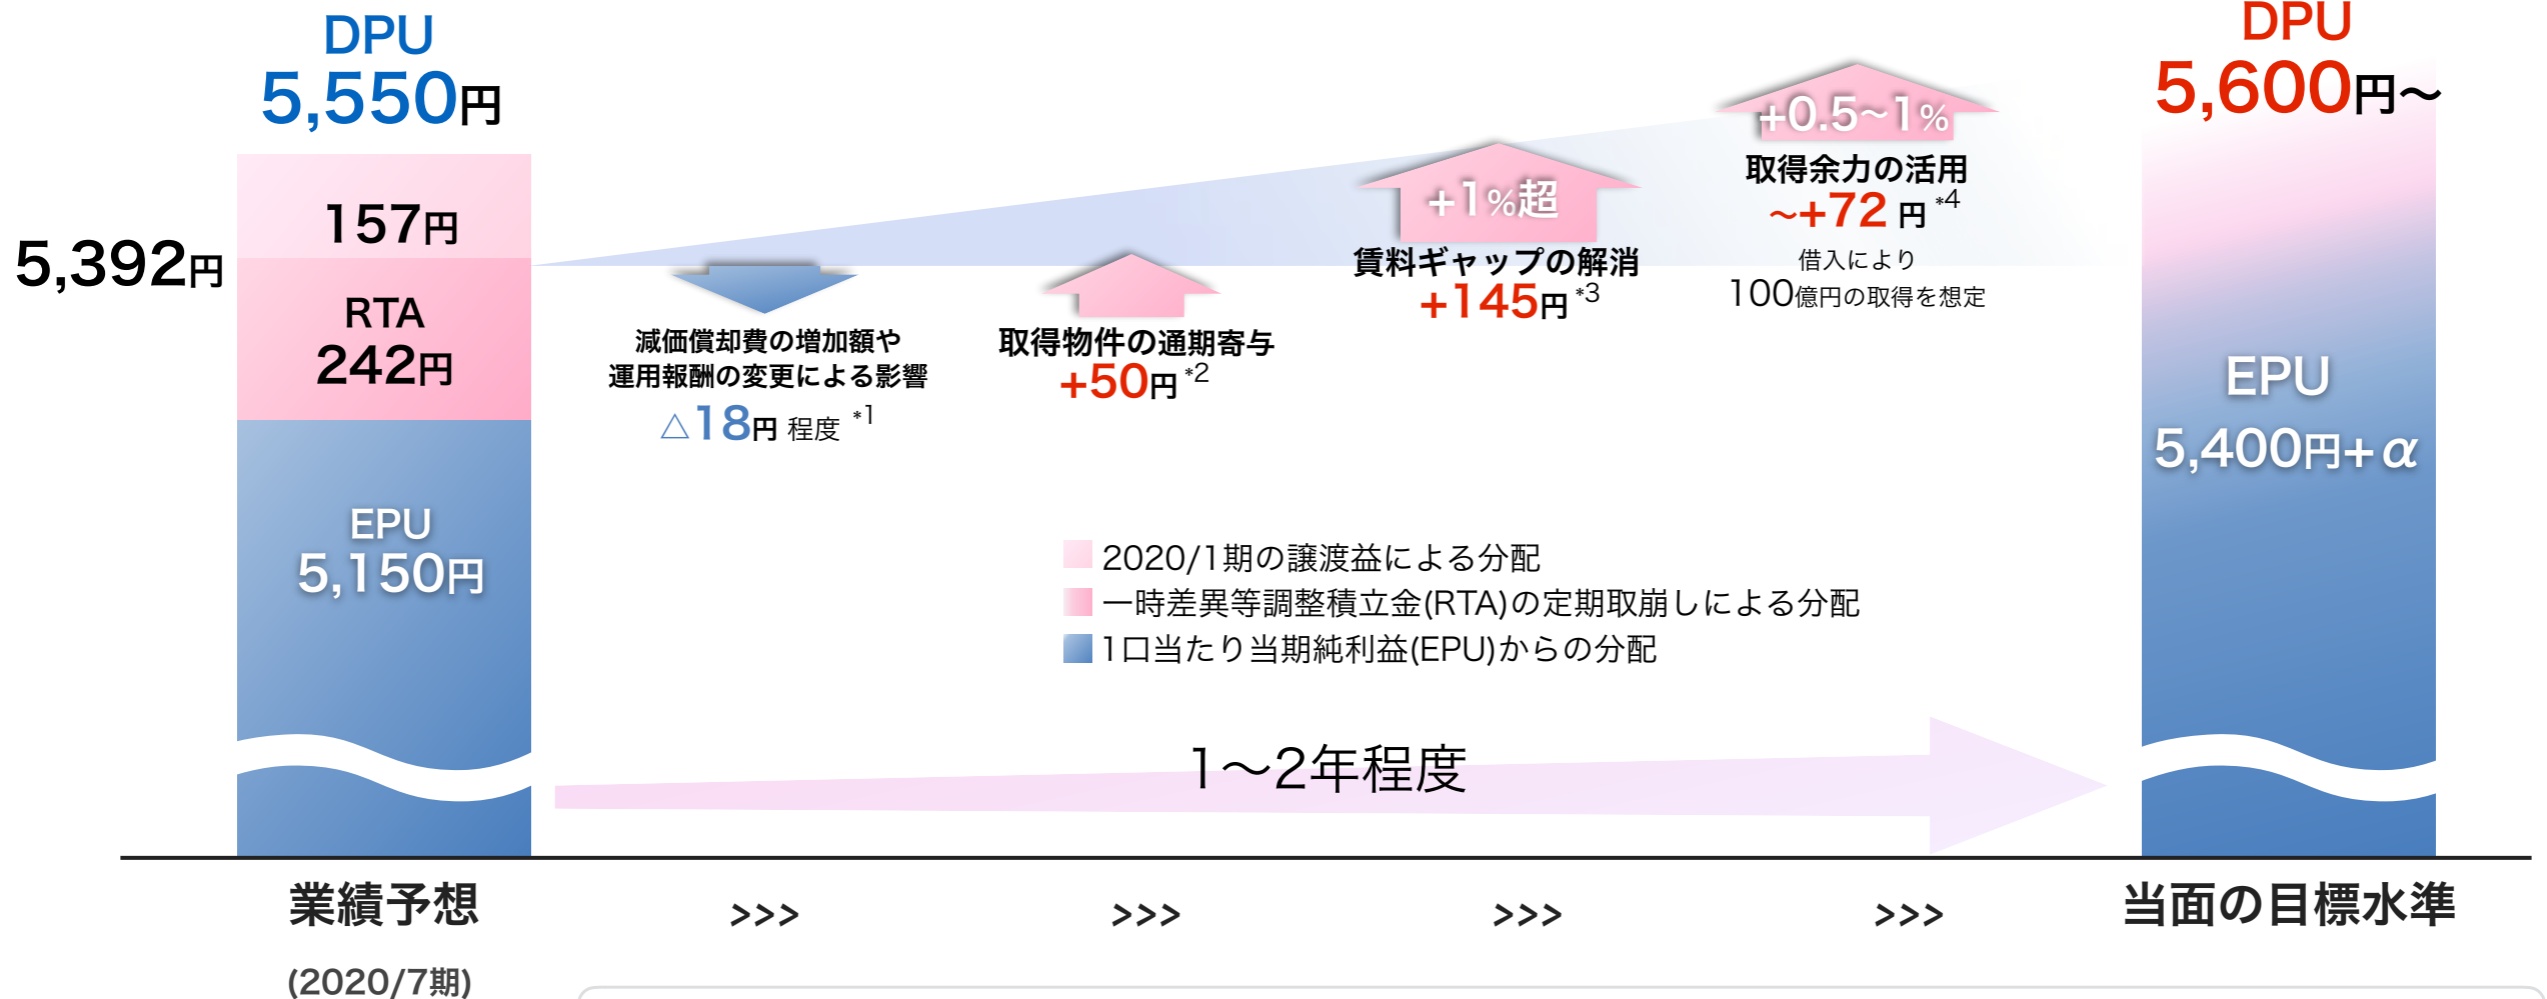 DPU
5,550円
157円
5,392円
RTA
242円
EPU
5,150円
減価償却費の増加額や
運用報酬の変更による影響
△18円 程度 *1
取得物件の通期寄与
+50円 *2
+1%超
賃料ギャップの解消
+145円 *3
+0.5～1%
取得余力の活用
～+72 円 *4
借入により
100億円の取得を想定
DPU
5,600円～
EPU
5,400円+α
2020/1期の譲渡益による分配
一時差異等調整積立金(RTA)の定期取崩しによる分配
1口当たり当期純利益(EPU)からの分配
1～2年程度
業績予想
(2020/7期)
>>>
>>>
>>>
>>>
当面の目標水準